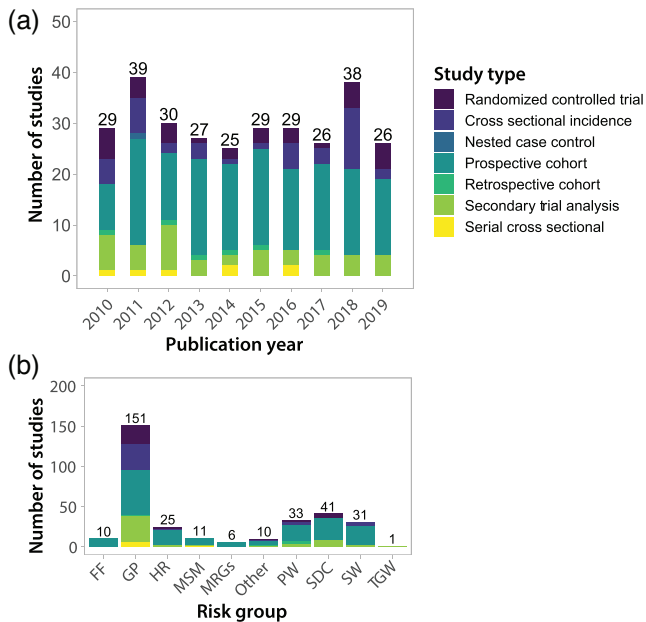 (a)
Number of studies
50
40
30
20
10
0
29
39
30
27
25
29
29
26
38
26
2010
2011
2012
2013
2014
2015
2016
2017
2018
2019
Publication year
Study type
Randomized controlled trial
Cross sectional incidence
Nested case control
Prospective cohort
Retrospective cohort
Secondary trial analysis
Serial cross sectional
(b)
Number of studies
200
150
100
50
0
10
151
25
11
6
10
33
41
31
1
FF
GP
HR
MSM
MRGs
Other
PW
SDC
SW
TGW
Risk group